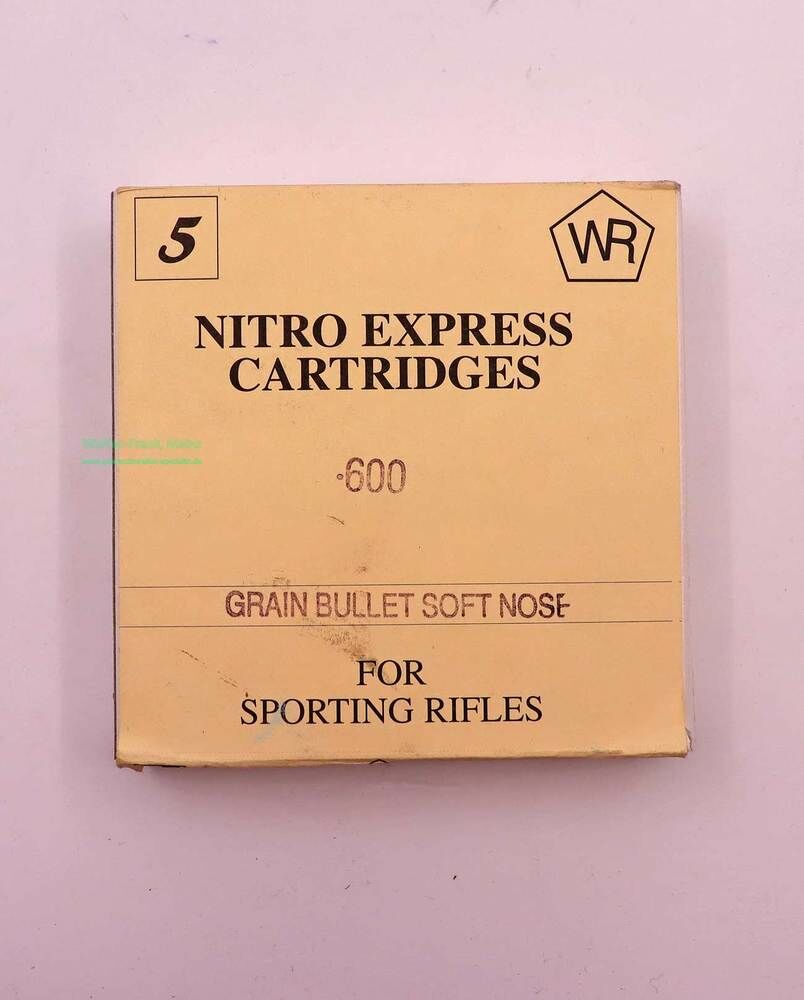 5
WR
NITRO EXPRESS
CARTRIDGES
·600
GRAIN BULLET SOFT NOSE
FOR
SPORTING RIFLES